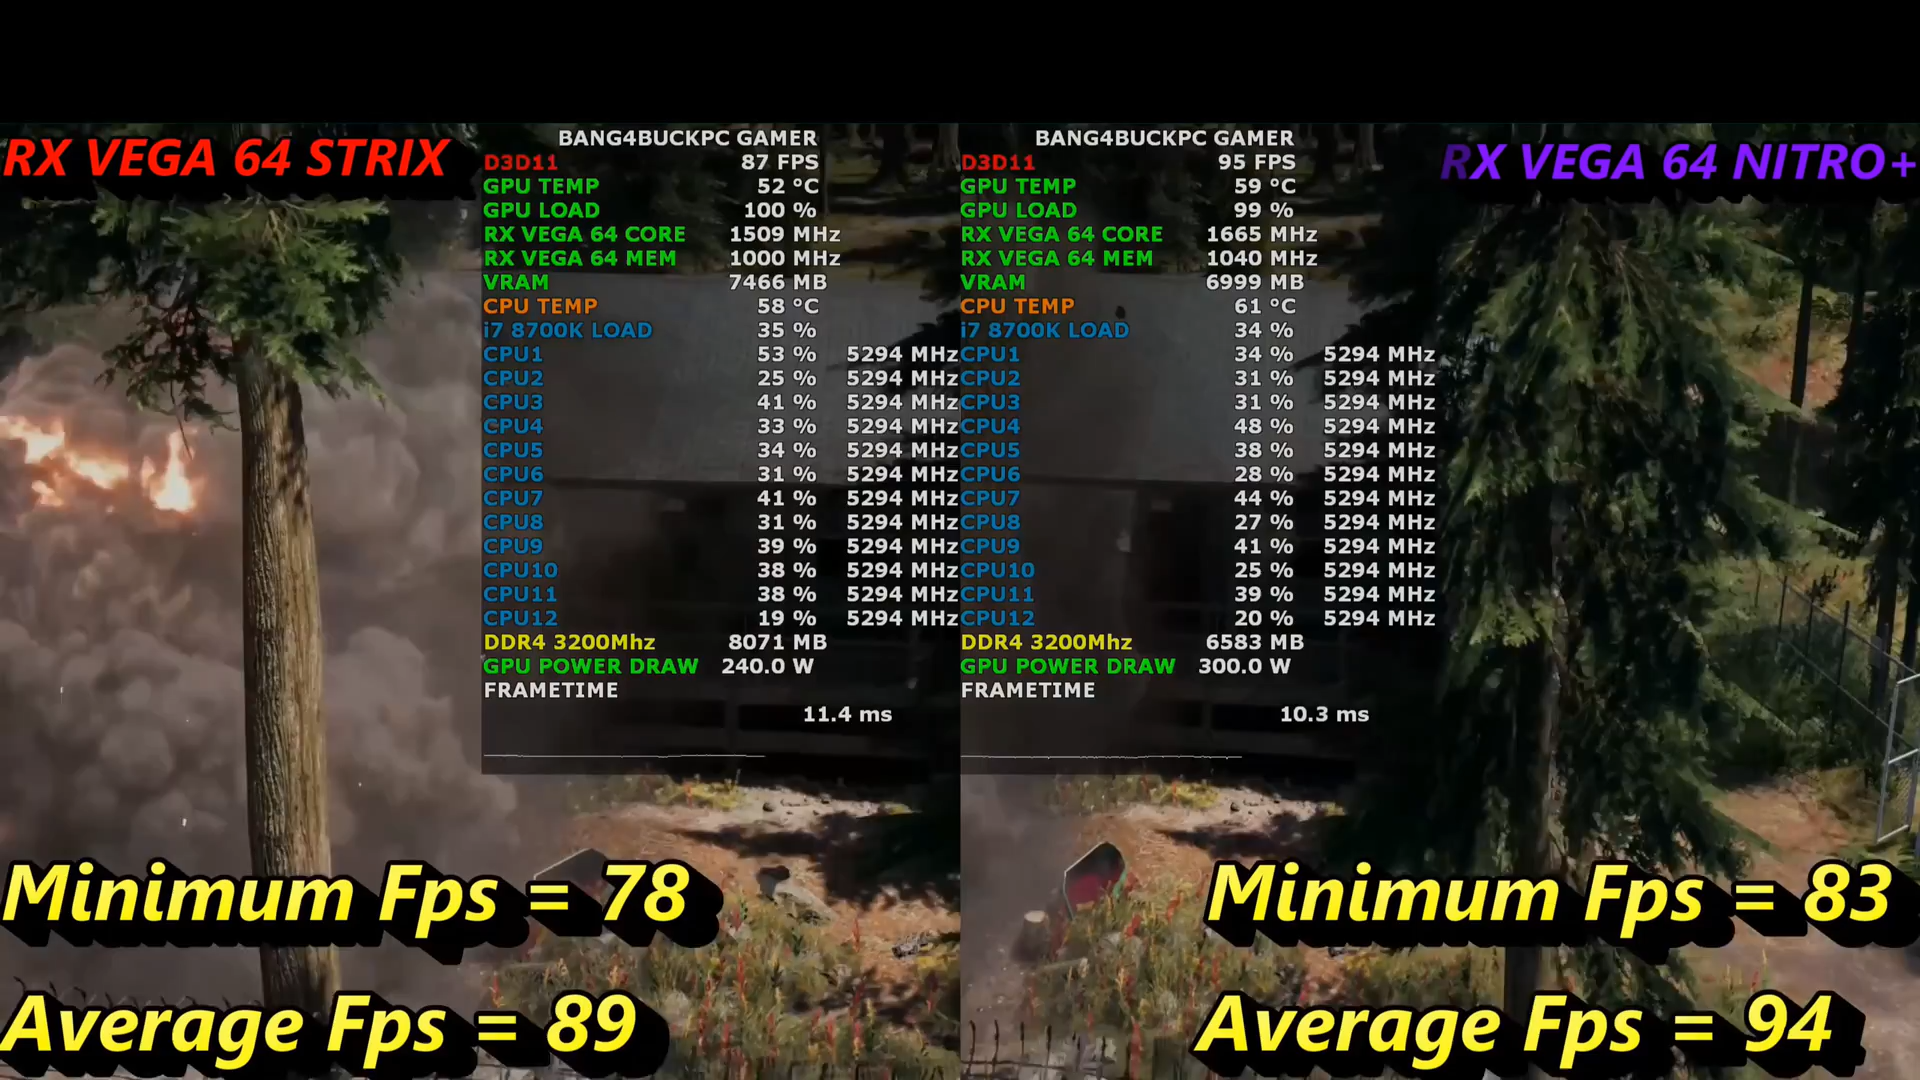 RX VEGA 64 STRIX
BANG4BUCKPC GAMER
D3D11 87 FPS
GPU TEMP 52 °C
GPU LOAD 100 %
RX VEGA 64 CORE 1509 MHz
RX VEGA 64 MEM 1000 MHz
VRAM 7466 MB
CPU TEMP 58 °C
i7 8700K LOAD 35 %
CPU1 53 % 5294 MHz
CPU2 25 % 5294 MHz
CPU3 41 % 5294 MHz
CPU4 33 % 5294 MHz
CPU5 34 % 5294 MHz
CPU6 31 % 5294 MHz
CPU7 41 % 5294 MHz
CPU8 31 % 5294 MHz
CPU9 39 % 5294 MHz
CPU10 38 % 5294 MHz
CPU11 38 % 5294 MHz
CPU12 19 % 5294 MHz
DDR4 3200Mhz 8071 MB
GPU POWER DRAW 240.0 W
FRAMETIME
11.4 ms
Minimum Fps = 78
Average Fps = 89
RX VEGA 64 NITRO+
BANG4BUCKPC GAMER
D3D11 95 FPS
GPU TEMP 59 °C
GPU LOAD 99 %
RX VEGA 64 CORE 1665 MHz
RX VEGA 64 MEM 1040 MHz
VRAM 6999 MB
CPU TEMP 61 °C
i7 8700K LOAD 34 %
CPU1 34 % 5294 MHz
CPU2 31 % 5294 MHz
CPU3 31 % 5294 MHz
CPU4 48 % 5294 MHz
CPU5 38 % 5294 MHz
CPU6 28 % 5294 MHz
CPU7 44 % 5294 MHz
CPU8 27 % 5294 MHz
CPU9 41 % 5294 MHz
CPU10 25 % 5294 MHz
CPU11 39 % 5294 MHz
CPU12 20 % 5294 MHz
DDR4 3200Mhz 6583 MB
GPU POWER DRAW 300.0 W
FRAMETIME
10.3 ms
Minimum Fps = 83
Average Fps = 94